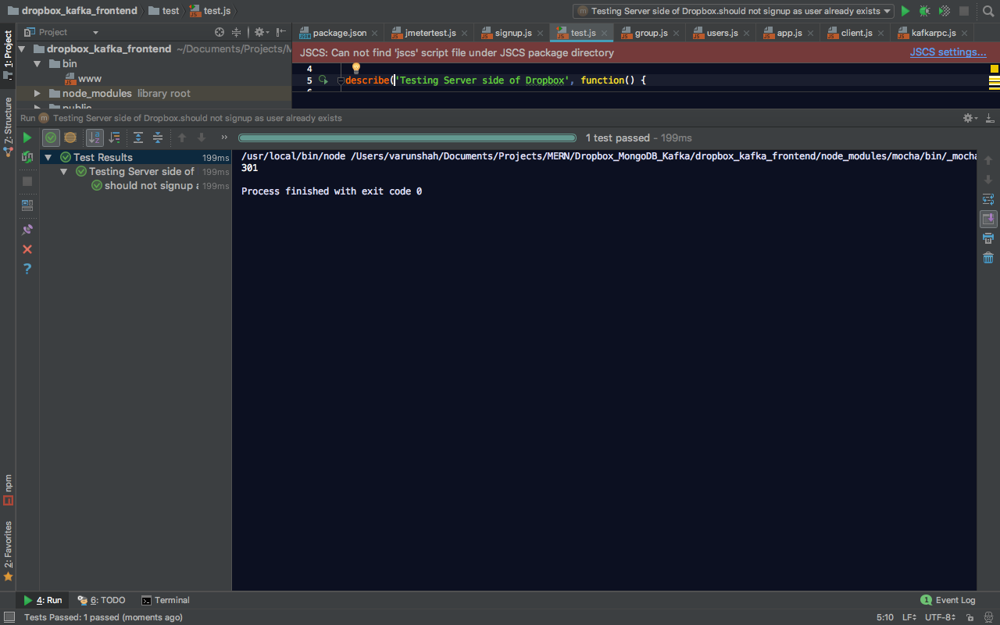 dropbox_kafka_frontend test test.js Testing Server side of Dropbox.should not signup as user already exists
1: Project
Project
package.json jmetertest.js signup.js test.js group.js users.js app.js client.js kafkarpc.js
dropbox_kafka_frontend ~/Documents/Projects/M
JSCS: Can not find 'jscs' script file under JSCS package directory JSCS settings...
bin
www
node_modules library root
public
4
5 describe('Testing Server side of Dropbox', function() {
6
Z: Structure
Run Testing Server side of Dropbox.should not signup as user already exists
1 test passed - 199ms
Test Results 199ms
Testing Server side of 199ms
should not signup a 199ms
/usr/local/bin/node /Users/varunshah/Documents/Projects/MERN/Dropbox_MongoDB_Kafka/dropbox_kafka_frontend/node_modules/mocha/bin/_mocha
301
Process finished with exit code 0
npm
2: Favorites
4: Run 6: TODO Terminal 1 Event Log
Tests Passed: 1 passed (moments ago) 5:10 LF UTF-8